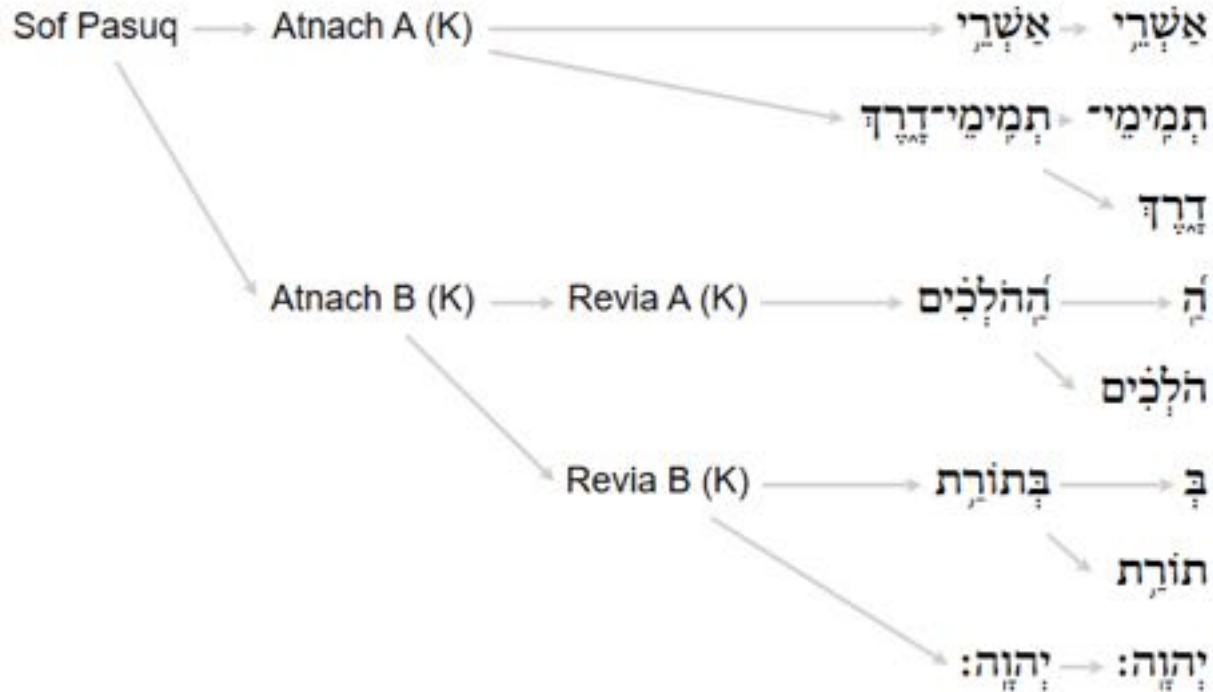 Sof Pasuq Atnach A (K) אַשְׁרֵ֥י אַשְׁרֵ֥י
תְמִֽימֵי־דָ֑רֶךְ תְמִֽימֵי־
דָ֑רֶךְ
Atnach B (K) Revia A (K) הַֽ֝הֹלְכִ֗ים הַֽ֝
הֹלְכִ֗ים
Revia B (K) בְּתוֹרַ֥ת בְּ
תוֹרַ֥ת
יְהוָֽה׃ יְהוָֽה׃